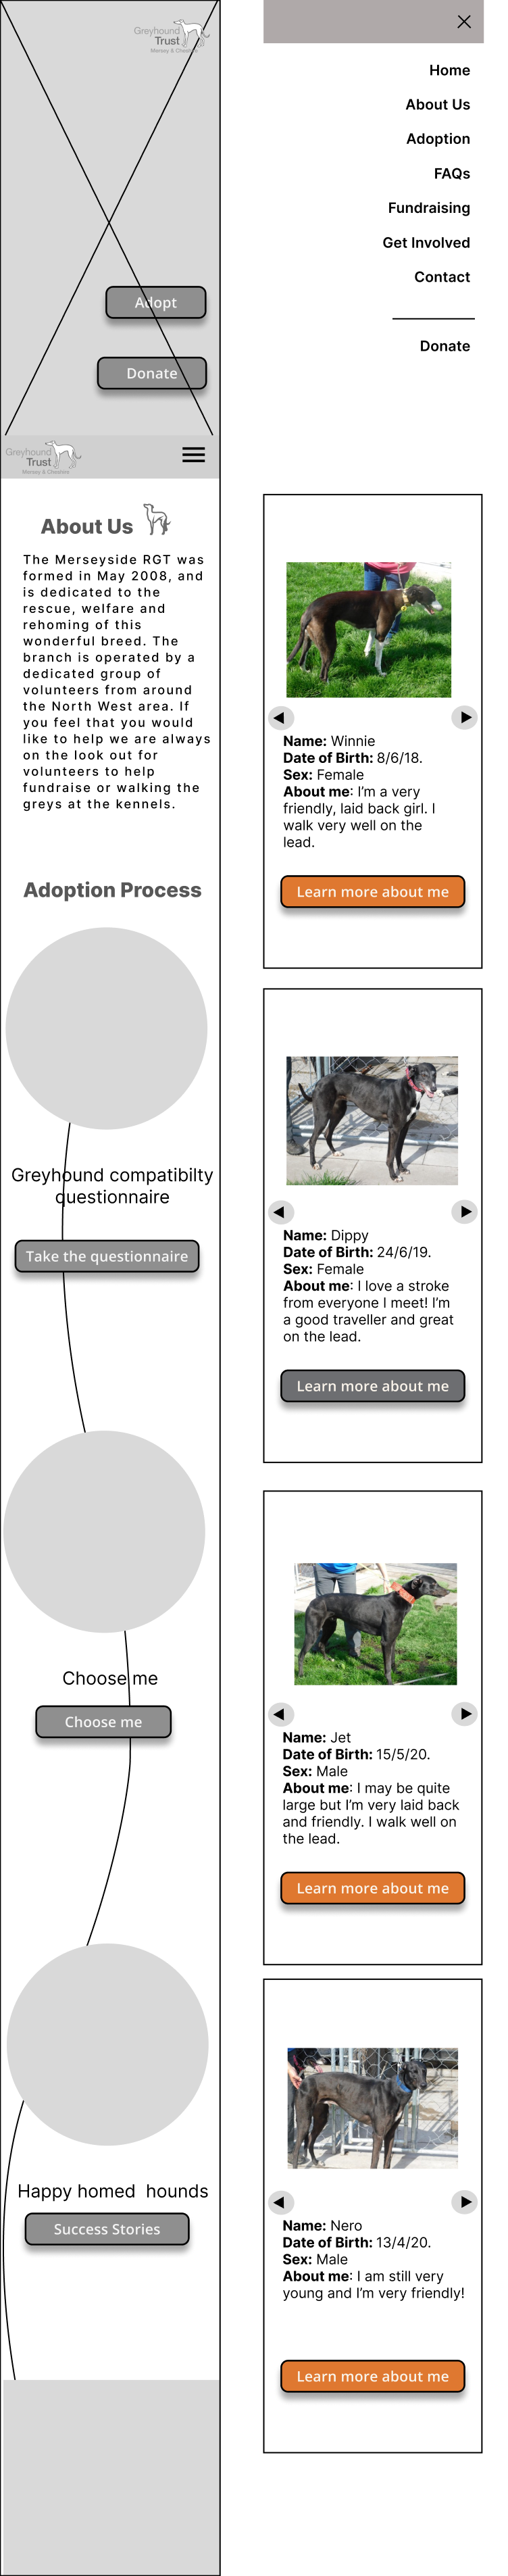 Greyhound
Trust
Mersey & Cheshire
Adopt
Donate
Greyhound
Trust
Mersey & Cheshire
About Us
The Merseyside RGT was
formed in May 2008, and
is dedicated to the
rescue, welfare and
rehoming of this
wonderful breed. The
branch is operated by a
dedicated group of
volunteers from around
the North West area. If
you feel that you would
like to help we are always
on the look out for
volunteers to help
fundraise or walking the
greys at the kennels.
Adoption Process
Greyhound compatibilty
questionnaire
Take the questionnaire
Choose me
Choose me
Happy homed hounds
Success Stories
Home
About Us
Adoption
FAQs
Fundraising
Get Involved
Contact
Donate
Name: Winnie
Date of Birth: 8/6/18.
Sex: Female
About me: I'm a very
friendly, laid back girl. I
walk very well on the
lead.
Learn more about me
Name: Dippy
Date of Birth: 24/6/19.
Sex: Female
About me: I love a stroke
from everyone I meet! I'm
a good traveller and great
on the lead.
Learn more about me
Name: Jet
Date of Birth: 15/5/20.
Sex: Male
About me: I may be quite
large but I'm very laid back
and friendly. I walk well on
the lead.
Learn more about me
Name: Nero
Date of Birth: 13/4/20.
Sex: Male
About me: I am still very
young and I'm very friendly!
Learn more about me